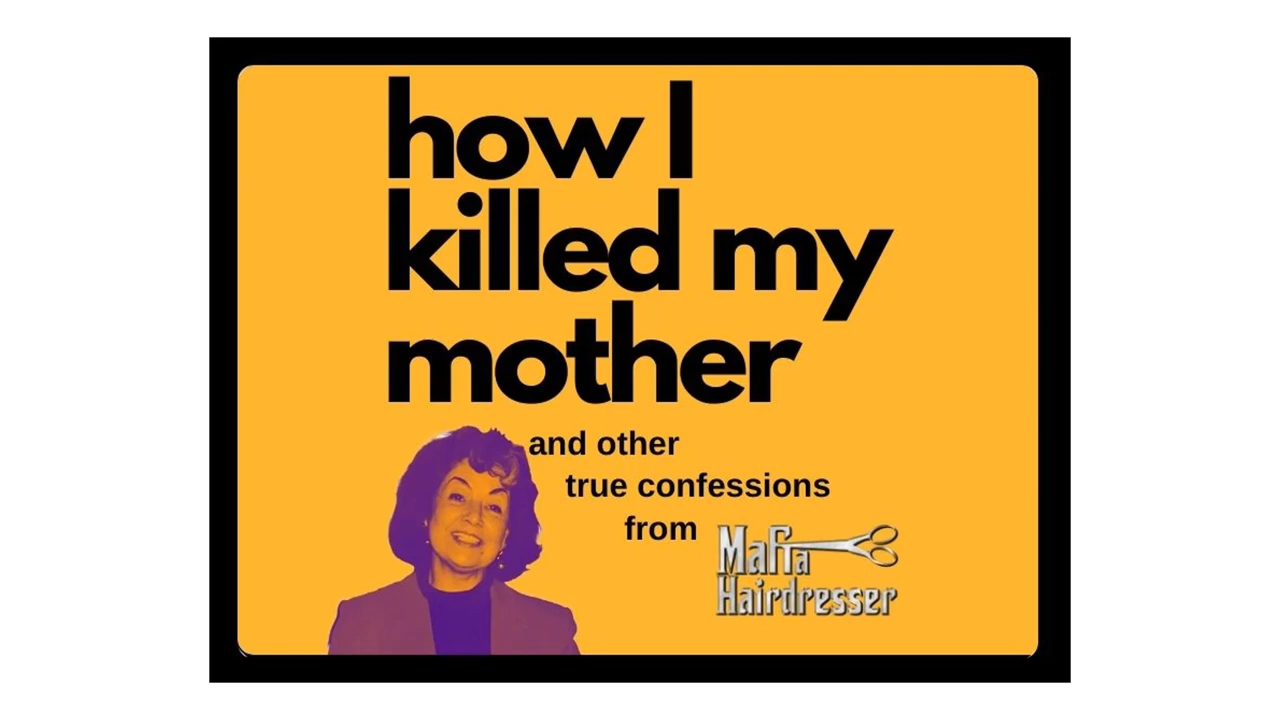 how I
killed my
mother
and other
true confessions
from
Mafia
Hairdresser